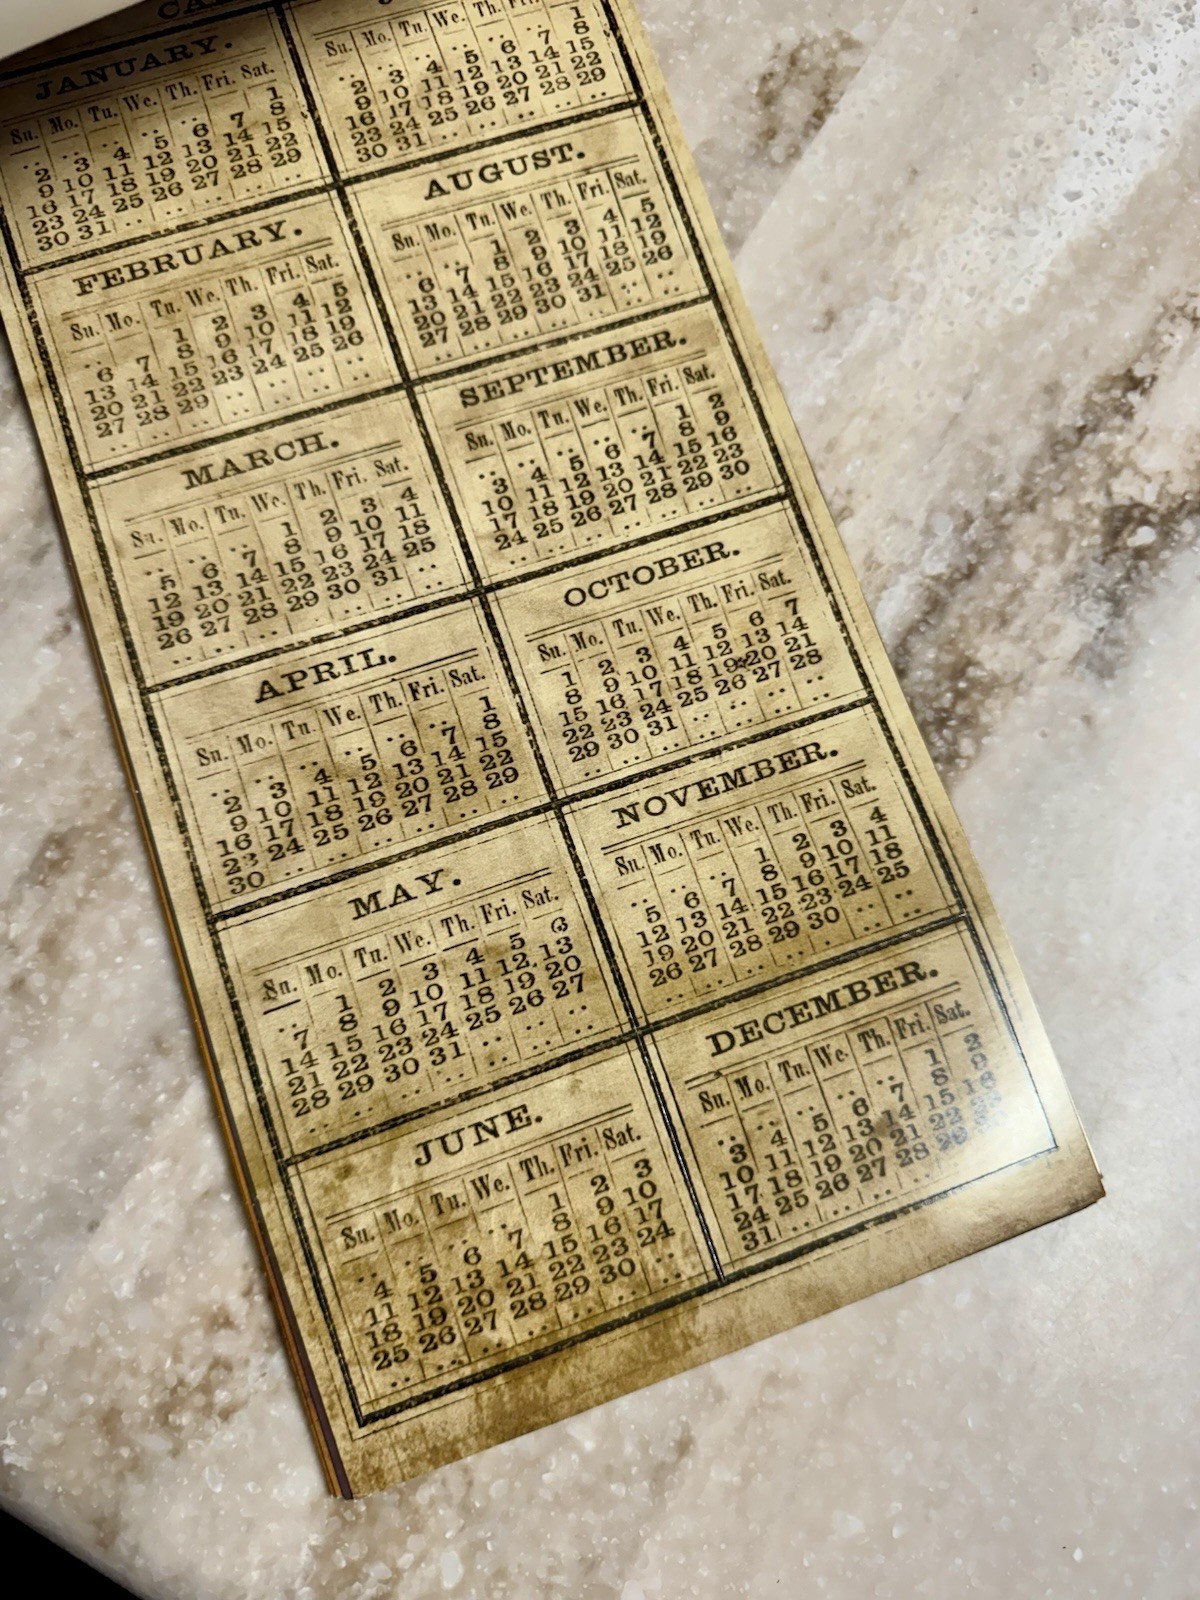 JANUARY.
Su. Mo. Tu. We. Th. Fri. Sat.
.. .. .. .. .. .. 1
2 3 4 5 6 7 8
9 10 11 12 13 14 15
16 17 18 19 20 21 22
23 24 25 26 27 28 29
30 31 .. .. .. .. ..
FEBRUARY.
Su. Mo. Tu. We. Th. Fri. Sat.
.. .. 1 2 3 4 5
6 7 8 9 10 11 12
13 14 15 16 17 18 19
20 21 22 23 24 25 26
27 28 29 .. .. .. ..
.. .. .. .. .. .. ..
MARCH.
Su. Mo. Tu. We. Th. Fri. Sat.
.. .. .. 1 2 3 4
5 6 7 8 9 10 11
12 13 14 15 16 17 18
19 20 21 22 23 24 25
26 27 28 29 30 31 ..
.. .. .. .. .. .. ..
APRIL.
Su. Mo. Tu. We. Th. Fri. Sat.
.. .. .. .. .. .. 1
2 3 4 5 6 7 8
9 10 11 12 13 14 15
16 17 18 19 20 21 22
23 24 25 26 27 28 29
30 .. .. .. .. .. ..
MAY.
Su. Mo. Tu. We. Th. Fri. Sat.
.. 1 2 3 4 5 6
7 8 9 10 11 12 13
14 15 16 17 18 19 20
21 22 23 24 25 26 27
28 29 30 31 .. .. ..
.. .. .. .. .. .. ..
JUNE.
Su. Mo. Tu. We. Th. Fri. Sat.
.. .. .. .. 1 2 3
4 5 6 7 8 9 10
11 12 13 14 15 16 17
18 19 20 21 22 23 24
25 26 27 28 29 30 ..
.. .. .. .. .. .. ..
Su. Mo. Tu. We. Th. Fri. Sat.
.. .. .. .. .. .. 1
2 3 4 5 6 7 8
9 10 11 12 13 14 15
16 17 18 19 20 21 22
23 24 25 26 27 28 29
30 31 .. .. .. .. ..
AUGUST.
Su. Mo. Tu. We. Th. Fri. Sat.
.. .. 1 2 3 4 5
6 7 8 9 10 11 12
13 14 15 16 17 18 19
20 21 22 23 24 25 26
27 28 29 30 31 .. ..
.. .. .. .. .. .. ..
SEPTEMBER.
Su. Mo. Tu. We. Th. Fri. Sat.
.. .. .. .. .. 1 2
3 4 5 6 7 8 9
10 11 12 13 14 15 16
17 18 19 20 21 22 23
24 25 26 27 28 29 30
.. .. .. .. .. .. ..
OCTOBER.
Su. Mo. Tu. We. Th. Fri. Sat.
1 2 3 4 5 6 7
8 9 10 11 12 13 14
15 16 17 18 19 20 21
22 23 24 25 26 27 28
29 30 31 .. .. .. ..
.. .. .. .. .. .. ..
NOVEMBER.
Su. Mo. Tu. We. Th. Fri. Sat.
.. .. .. 1 2 3 4
5 6 7 8 9 10 11
12 13 14 15 16 17 18
19 20 21 22 23 24 25
26 27 28 29 30 .. ..
.. .. .. .. .. .. ..
DECEMBER.
Su. Mo. Tu. We. Th. Fri. Sat.
.. .. .. .. .. 1 2
3 4 5 6 7 8 9
10 11 12 13 14 15 16
17 18 19 20 21 22 23
24 25 26 27 28 29
31 .. .. .. .. ..